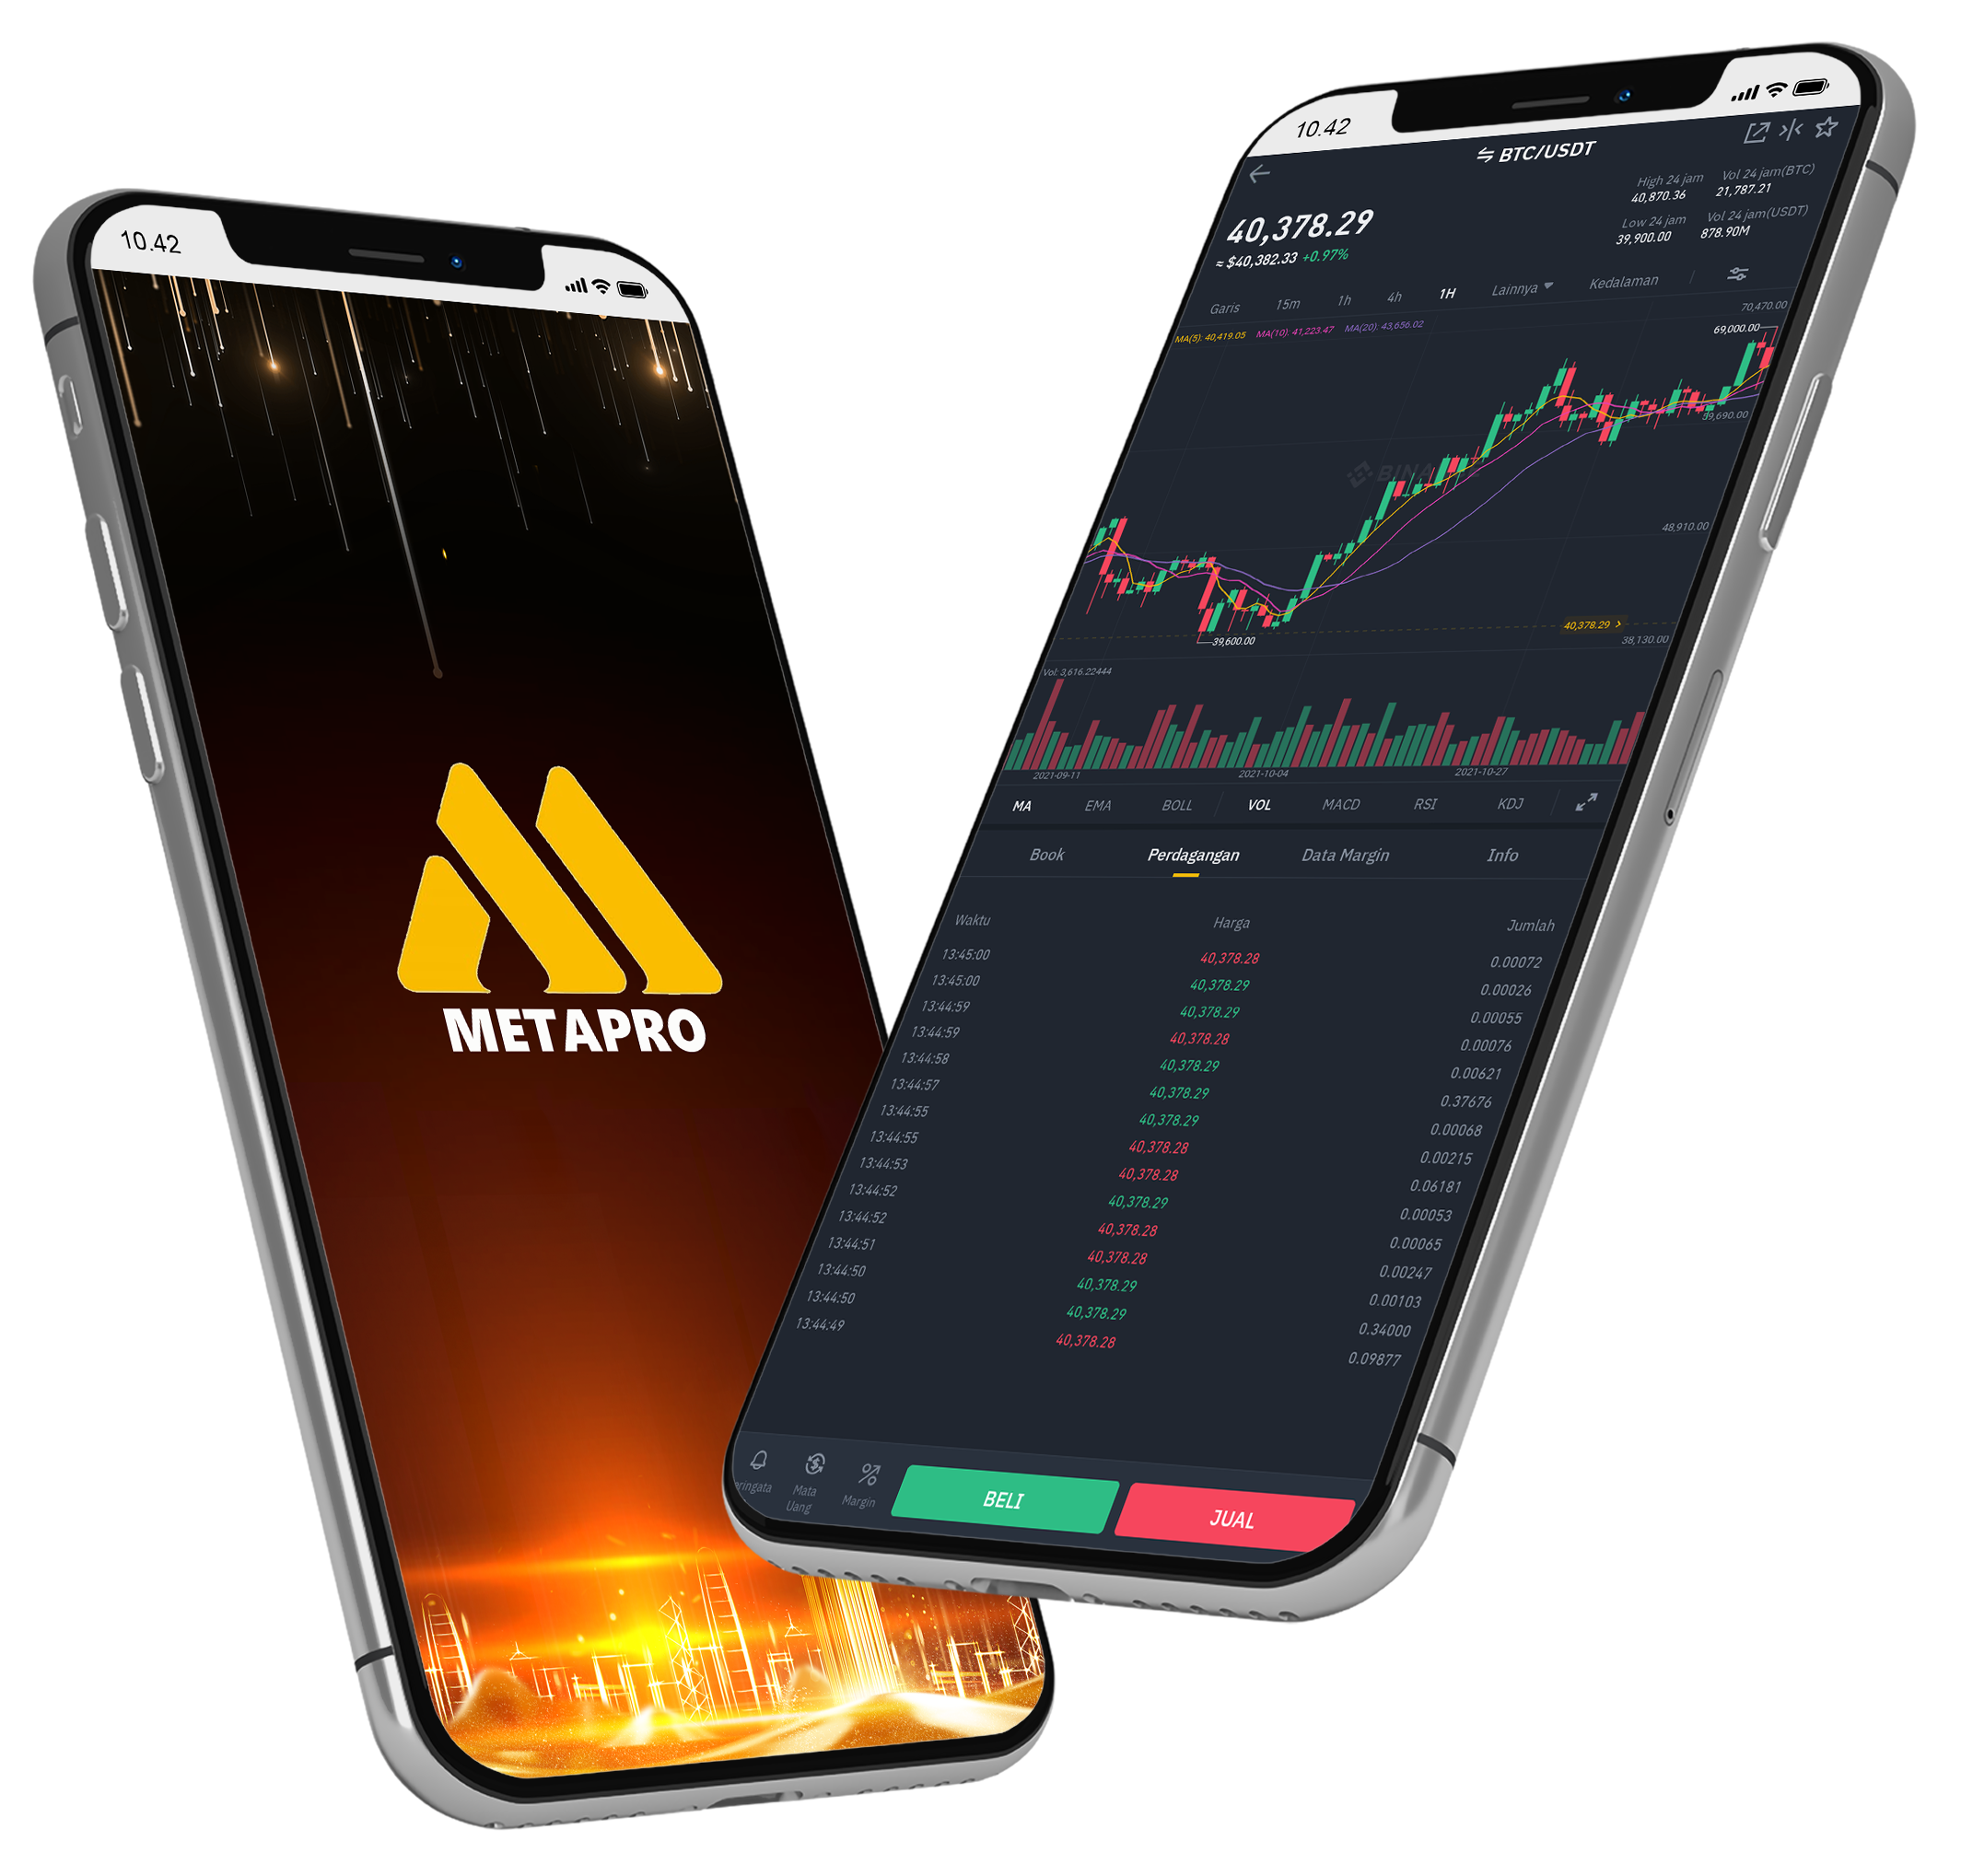 10.42
METAPRO
10.42
BTC/USDT
40,378.29
≈ $40,382.33 +0.97%
High 24 jam Vol 24 jam(BTC)
40,870.36 21,787.21
Low 24 jam Vol 24 jam(USDT)
39,900.00 878.90M
Garis 15m 1h 4h 1H Lainnya Kedalaman
MA(5): 40,419.05 MA(10): 41,223.47 MA(20): 43,656.02
70,470.00
69,000.00
59,690.00
48,910.00
40,378.29 >
38,130.00
39,600.00
Vol: 3,616.22444
2021-09-11 2021-10-04 2021-10-27
MA EMA BOLL VOL MACD RSI KDJ
Book Perdagangan Data Margin Info
Waktu Harga Jumlah
13:45:00 40,378.28 0.00072
13:45:00 40,378.29 0.00026
13:44:59 40,378.29 0.00055
13:44:59 40,378.28 0.00076
13:44:58 40,378.29 0.00621
13:44:57 40,378.29 0.37676
13:44:55 40,378.29 0.00068
13:44:55 40,378.28 0.00215
13:44:53 40,378.28 0.06181
13:44:52 40,378.29 0.00053
13:44:52 40,378.28 0.00065
13:44:51 40,378.28 0.00247
13:44:50 40,378.29 0.00103
13:44:50 40,378.29 0.34000
13:44:49 40,378.28 0.09877
Mata Uang
Margin
BELI
JUAL